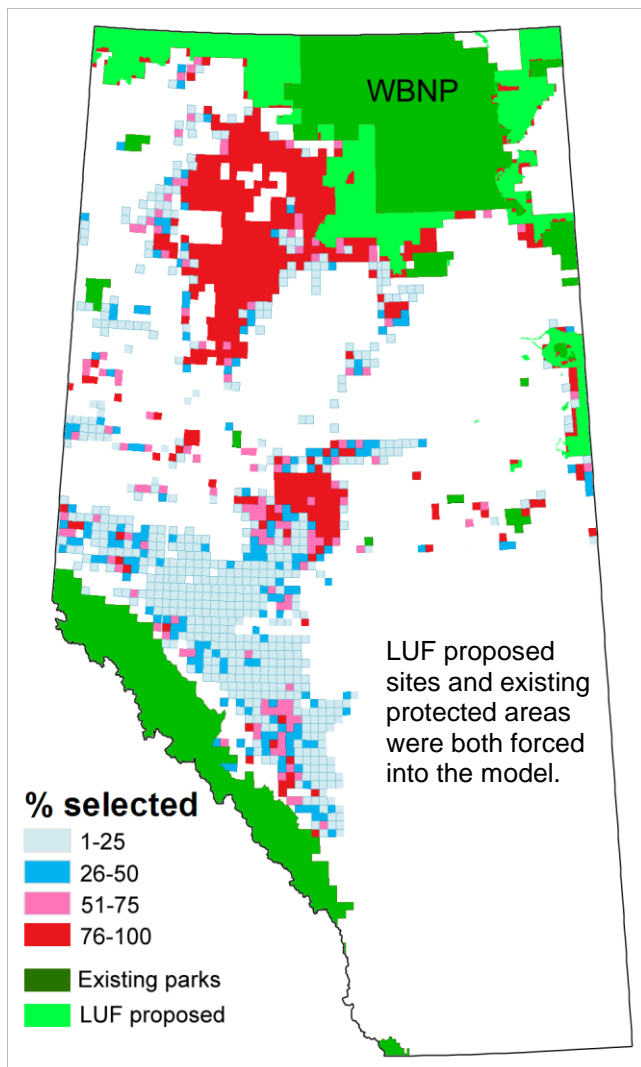 WBNP
LUF proposed
sites and existing
protected areas
were both forced
into the model.
% selected
1-25
26-50
51-75
76-100
Existing parks
LUF proposed